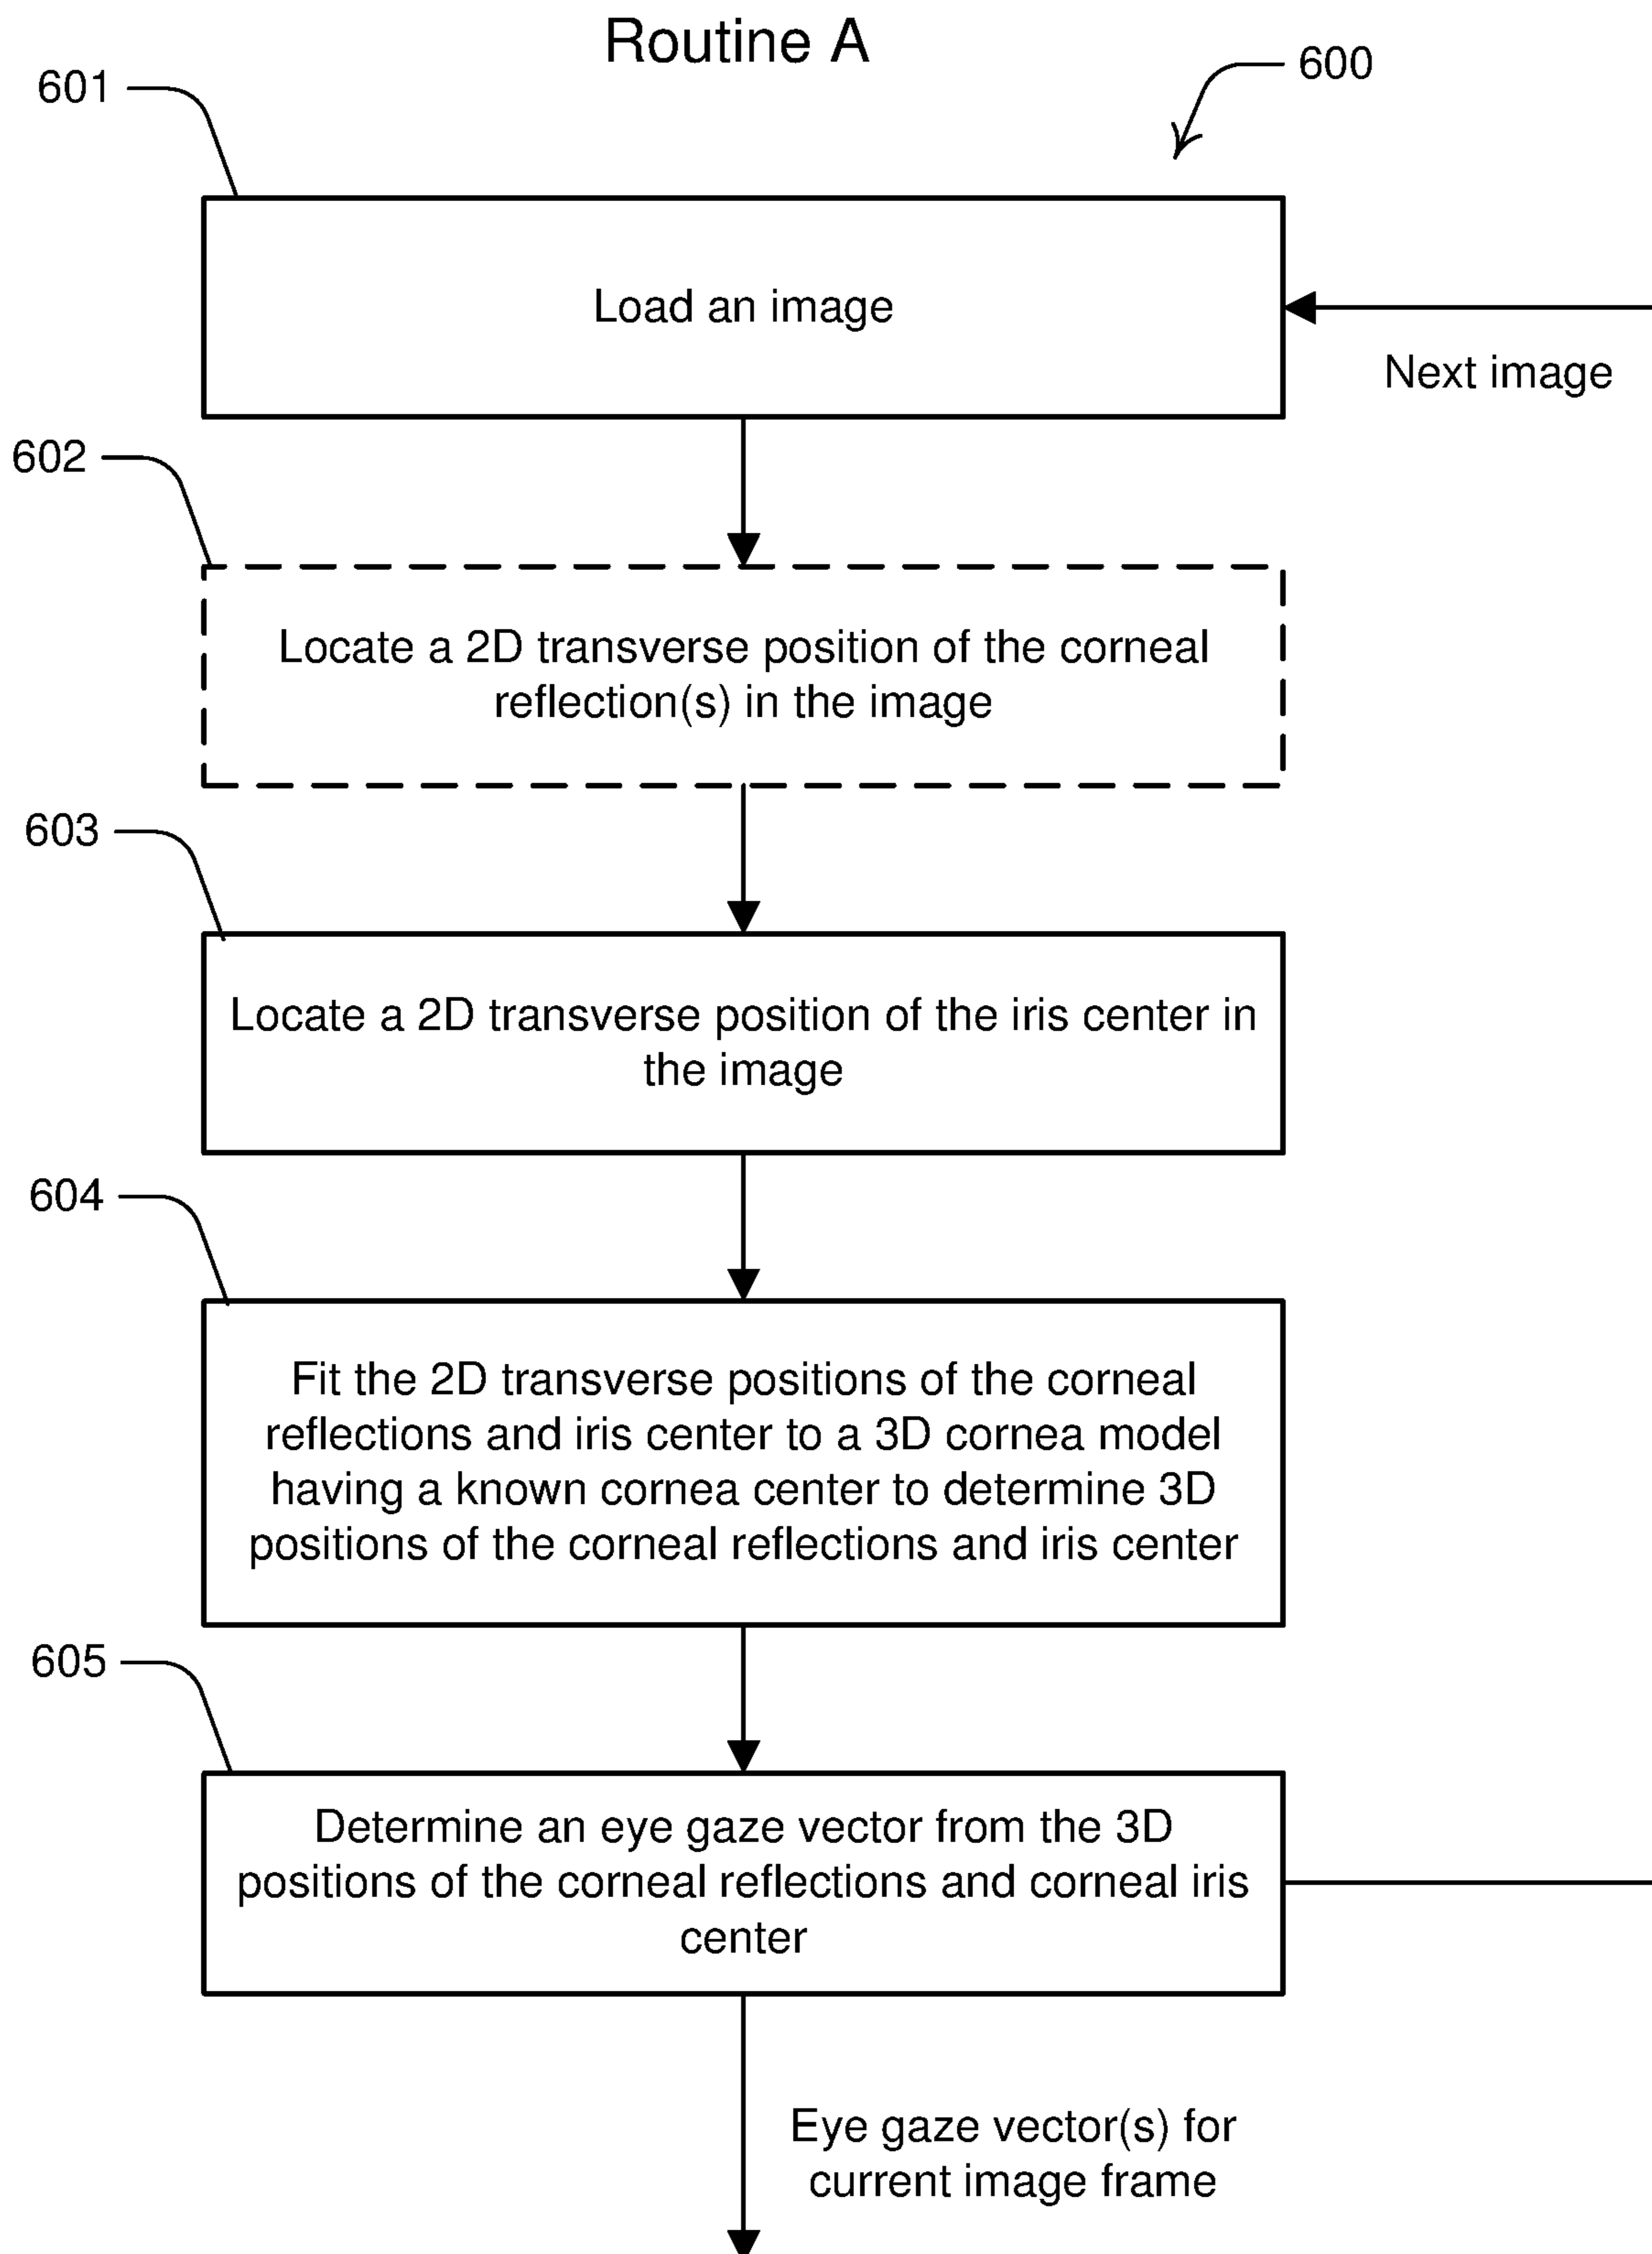 Routine A
600
601
Load an image
Next image
602
Locate a 2D transverse position of the corneal
reflection(s) in the image
603
Locate a 2D transverse position of the iris center in
the image
604
Fit the 2D transverse positions of the corneal
reflections and iris center to a 3D cornea model
having a known cornea center to determine 3D
positions of the corneal reflections and iris center
605
Determine an eye gaze vector from the 3D
positions of the corneal reflections and corneal iris
center
Eye gaze vector(s) for
current image frame